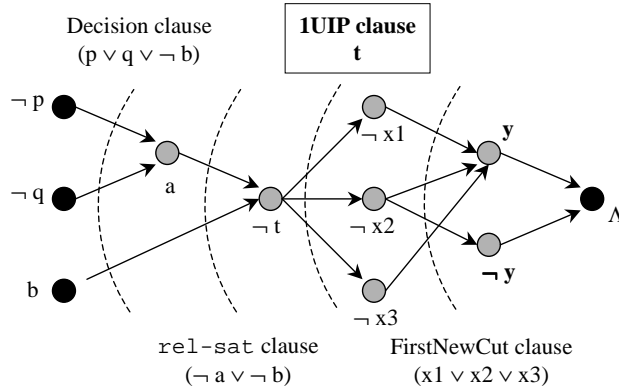 Decision clause
(p ∨ q ∨ ¬ b)
1UIP clause
t
¬ p
¬ x1
y
a
¬ q
¬ t
¬ x2
Λ
b
¬ x3
¬ y
rel-sat clause
(¬ a ∨ ¬ b)
FirstNewCut clause
(x1 ∨ x2 ∨ x3)